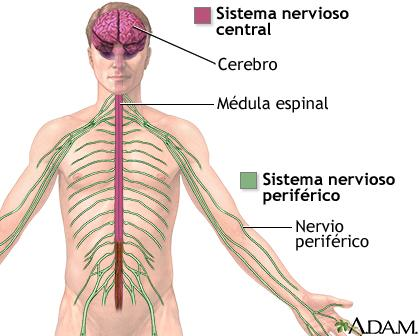 Sistema nervioso
central
Cerebro
Médula espinal
Sistema nervioso
periférico
Nervio
periférico
A.D.A.M.